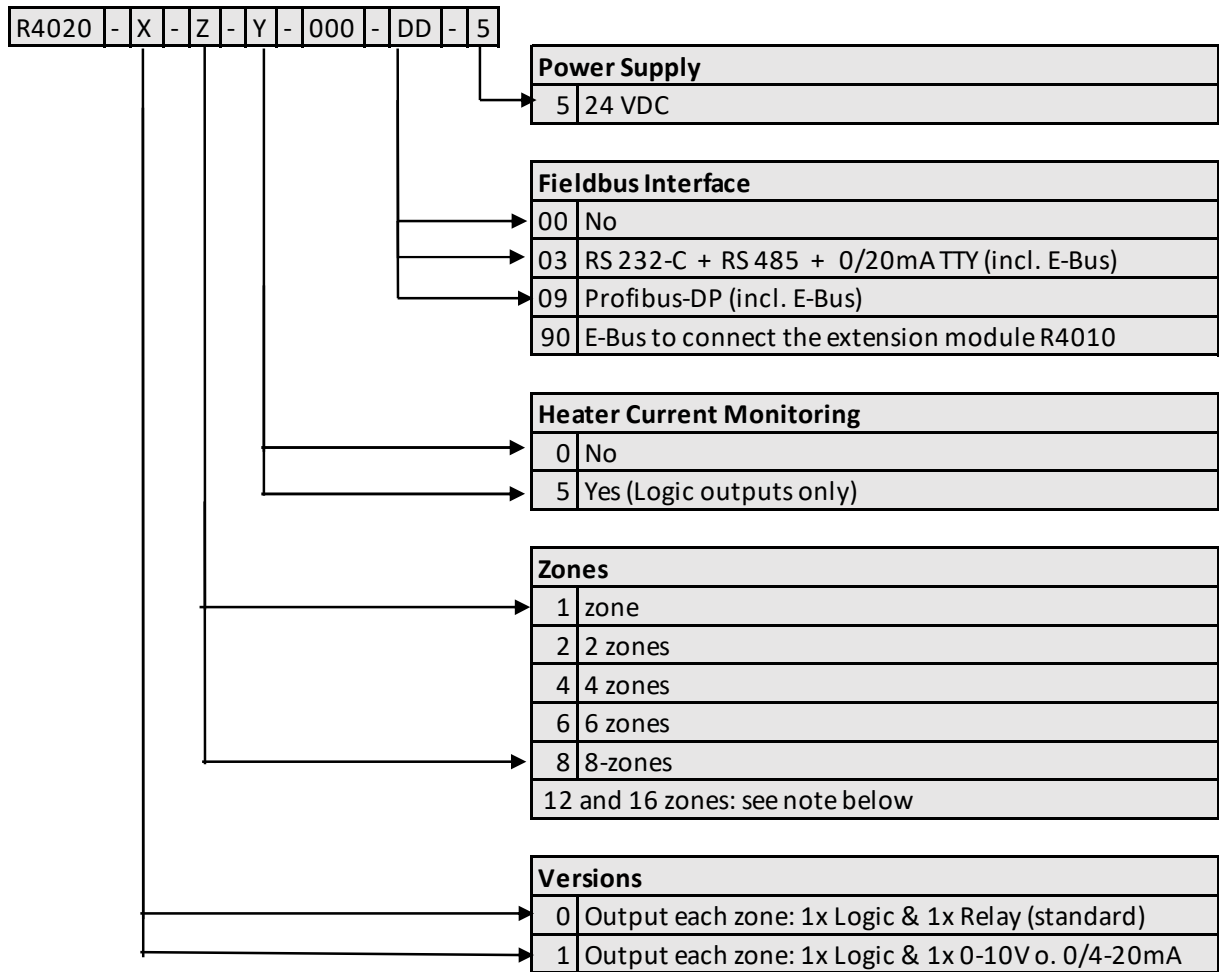 R4020 - X - Z - Y - 000 - DD - 5
Power Supply
5 24 VDC
Fieldbus Interface
00 No
03 RS 232-C + RS 485 + 0/20mA TTY (incl. E-Bus)
09 Profibus-DP (incl. E-Bus)
90 E-Bus to connect the extension module R4010
Heater Current Monitoring
0 No
5 Yes (Logic outputs only)
Zones
1 zone
2 2 zones
4 4 zones
6 6 zones
8 8-zones
12 and 16 zones: see note below
Versions
0 Output each zone: 1x Logic & 1x Relay (standard)
1 Output each zone: 1x Logic & 1x 0-10V o. 0/4-20mA